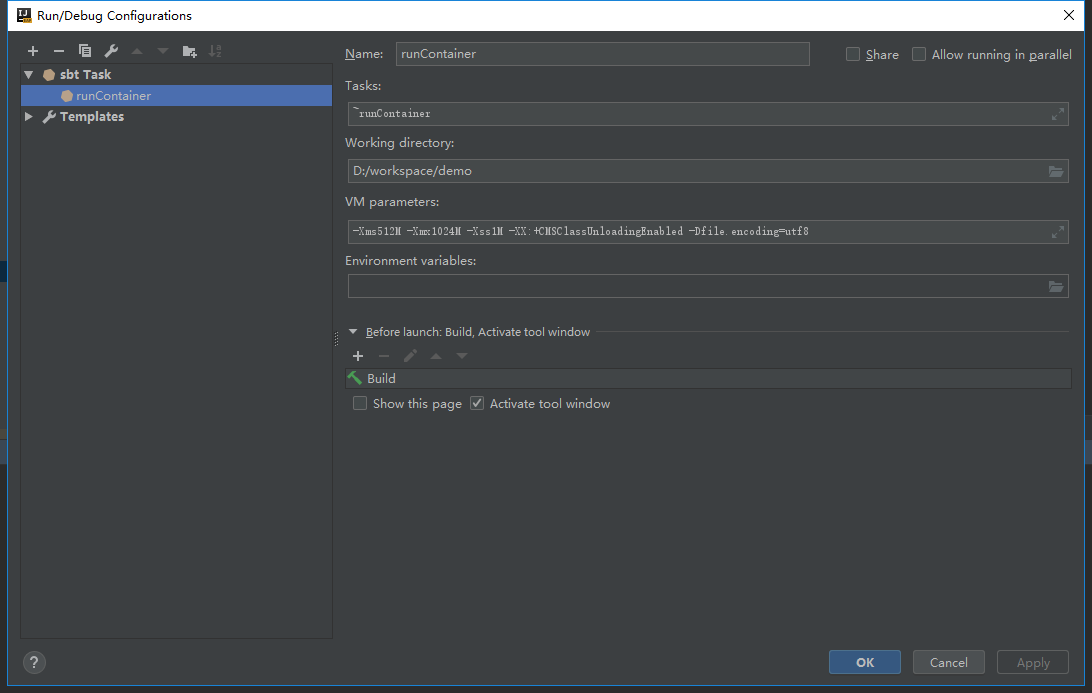 Run/Debug Configurations
sbt Task
runContainer
Templates
Name: runContainer
Share
Allow running in parallel
Tasks:
~runContainer
Working directory:
D:/workspace/demo
VM parameters:
-Xms512M -Xmx1024M -Xss1M -XX:+CMSClassUnloadingEnabled -Dfile.encoding=utf8
Environment variables:
Before launch: Build, Activate tool window
Build
Show this page
Activate tool window
?
OK
Cancel
Apply